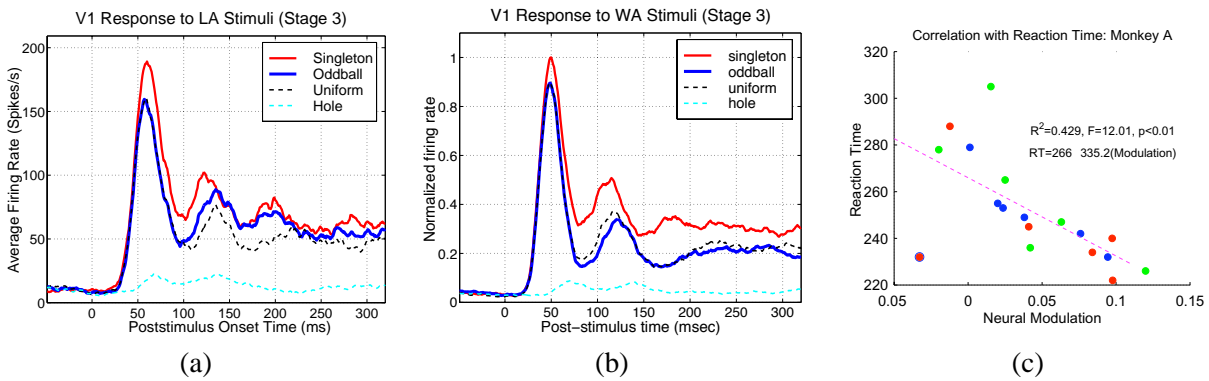 V1 Response to LA Stimuli (Stage 3)
Average Firing Rate (Spikes/s)
200
150
100
50
0
Singleton
Oddball
Uniform
Hole
0 50 100 150 200 250 300
Poststimulus Onset Time (ms)
(a)
V1 Response to WA Stimuli (Stage 3)
Normalized firing rate
1
0.8
0.6
0.4
0.2
0
singleton
oddball
uniform
hole
0 50 100 150 200 250 300
Post-stimulus time (msec)
(b)
Correlation with Reaction Time: Monkey A
Reaction Time
320
300
280
260
240
220
R²=0.429, F=12.01, p<0.01
RT=266 335.2(Modulation)
0.05 0 0.05 0.1 0.15
Neural Modulation
(c)